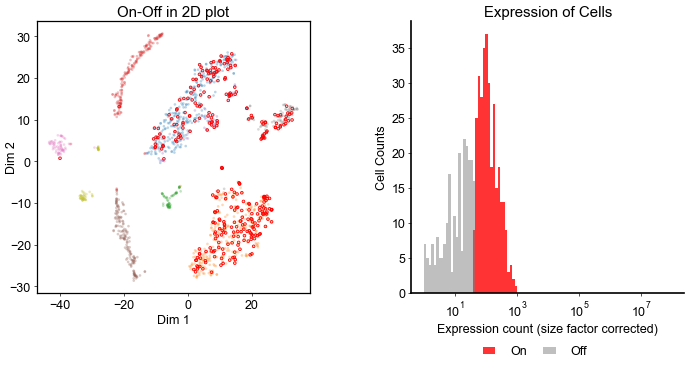 On-Off in 2D plot
30
20
10
0
−10
−20
−30
Dim 2
−40
−20
0
20
Dim 1
Expression of Cells
35
30
25
20
15
10
5
0
Cell Counts
10^1
10^3
10^5
10^7
Expression count (size factor corrected)
On
Off